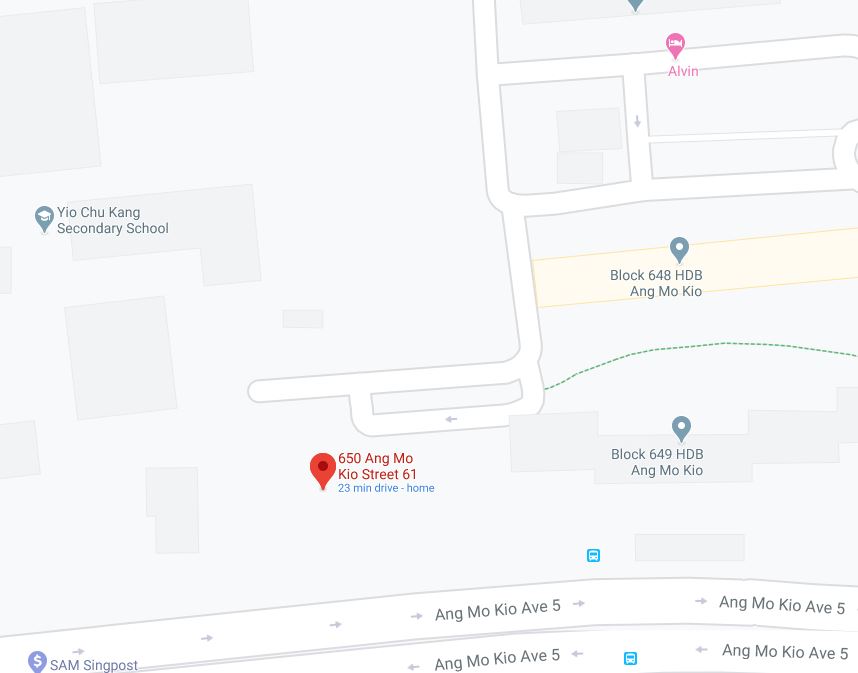 Alvin
Yio Chu Kang
Secondary School
Block 648 HDB
Ang Mo Kio
650 Ang Mo
Kio Street 61
23 min drive - home
Block 649 HDB
Ang Mo Kio
Ang Mo Kio Ave 5
Ang Mo Kio Ave 5
SAM Singpost
Ang Mo Kio Ave 5
Ang Mo Kio Ave 5